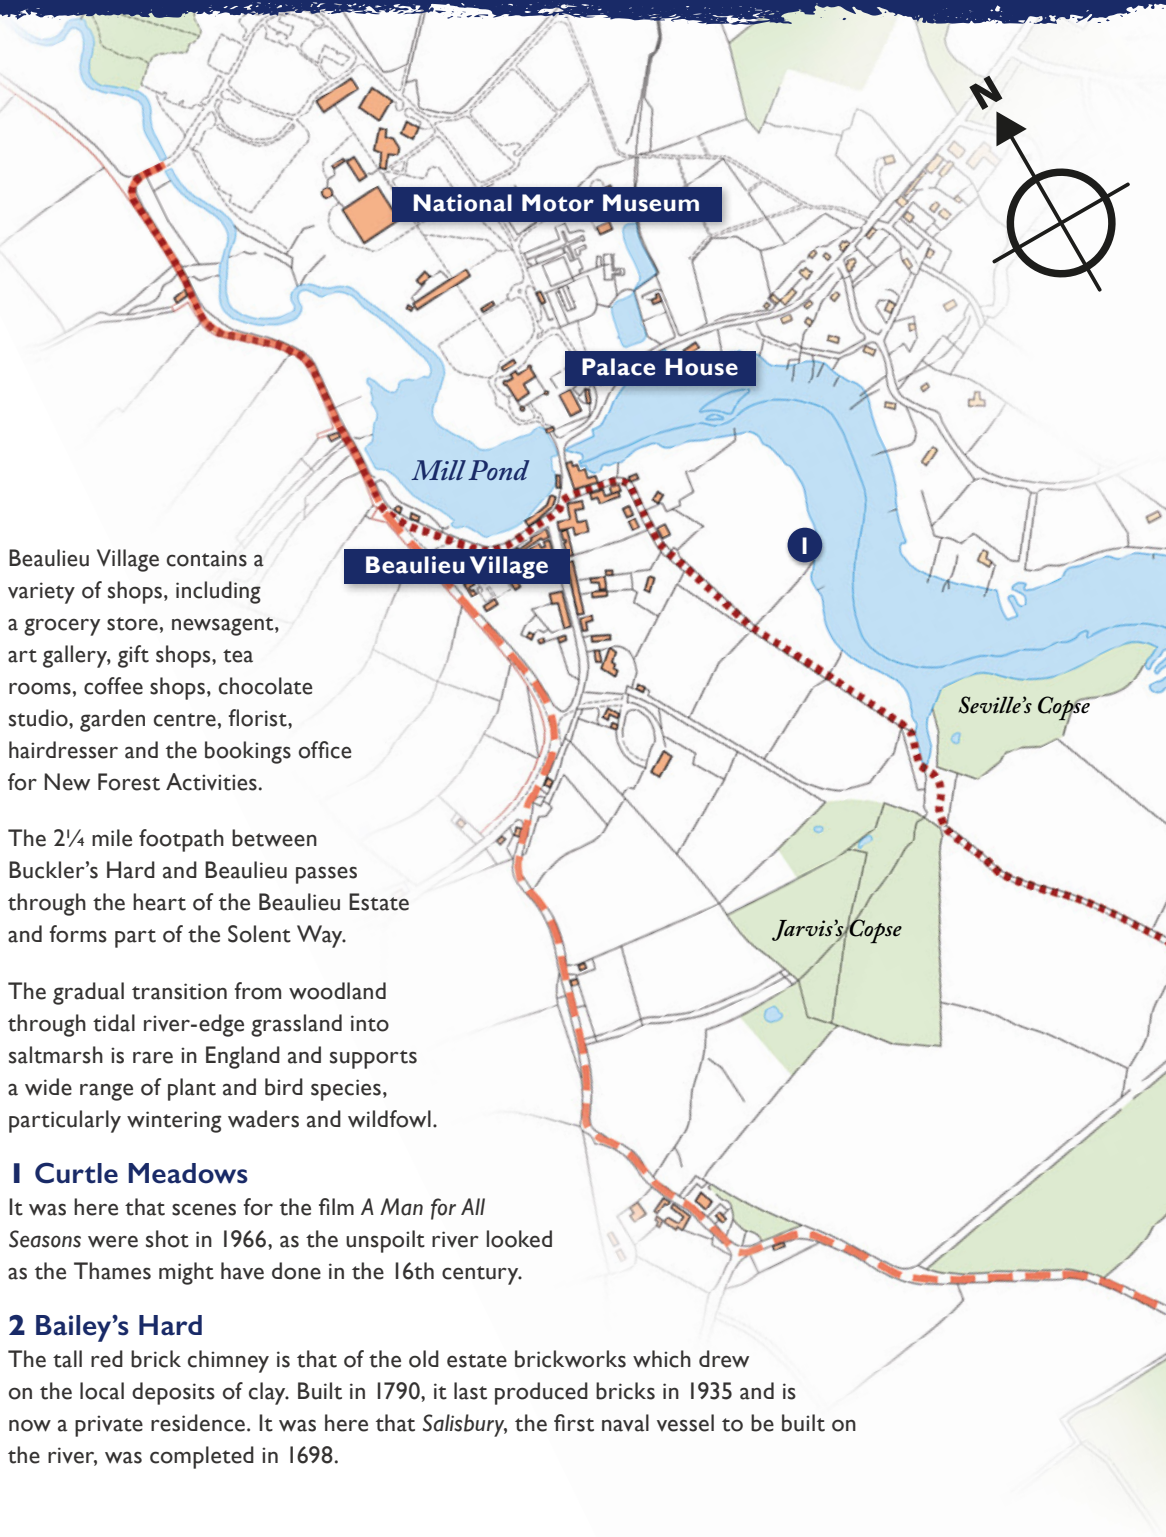 N
National Motor Museum
Palace House
Mill Pond
1
Beaulieu Village
Seville's Copse
Jarvis's Copse
Beaulieu Village contains a
variety of shops, including
a grocery store, newsagent,
art gallery, gift shops, tea
rooms, coffee shops, chocolate
studio, garden centre, florist,
hairdresser and the bookings office
for New Forest Activities.
The 2¼ mile footpath between
Buckler’s Hard and Beaulieu passes
through the heart of the Beaulieu Estate
and forms part of the Solent Way.
The gradual transition from woodland
through tidal river-edge grassland into
saltmarsh is rare in England and supports
a wide range of plant and bird species,
particularly wintering waders and wildfowl.
1 Curtle Meadows
It was here that scenes for the film A Man for All
Seasons were shot in 1966, as the unspoilt river looked
as the Thames might have done in the 16th century.
2 Bailey’s Hard
The tall red brick chimney is that of the old estate brickworks which drew
on the local deposits of clay. Built in 1790, it last produced bricks in 1935 and is
now a private residence. It was here that Salisbury, the first naval vessel to be built on
the river, was completed in 1698.